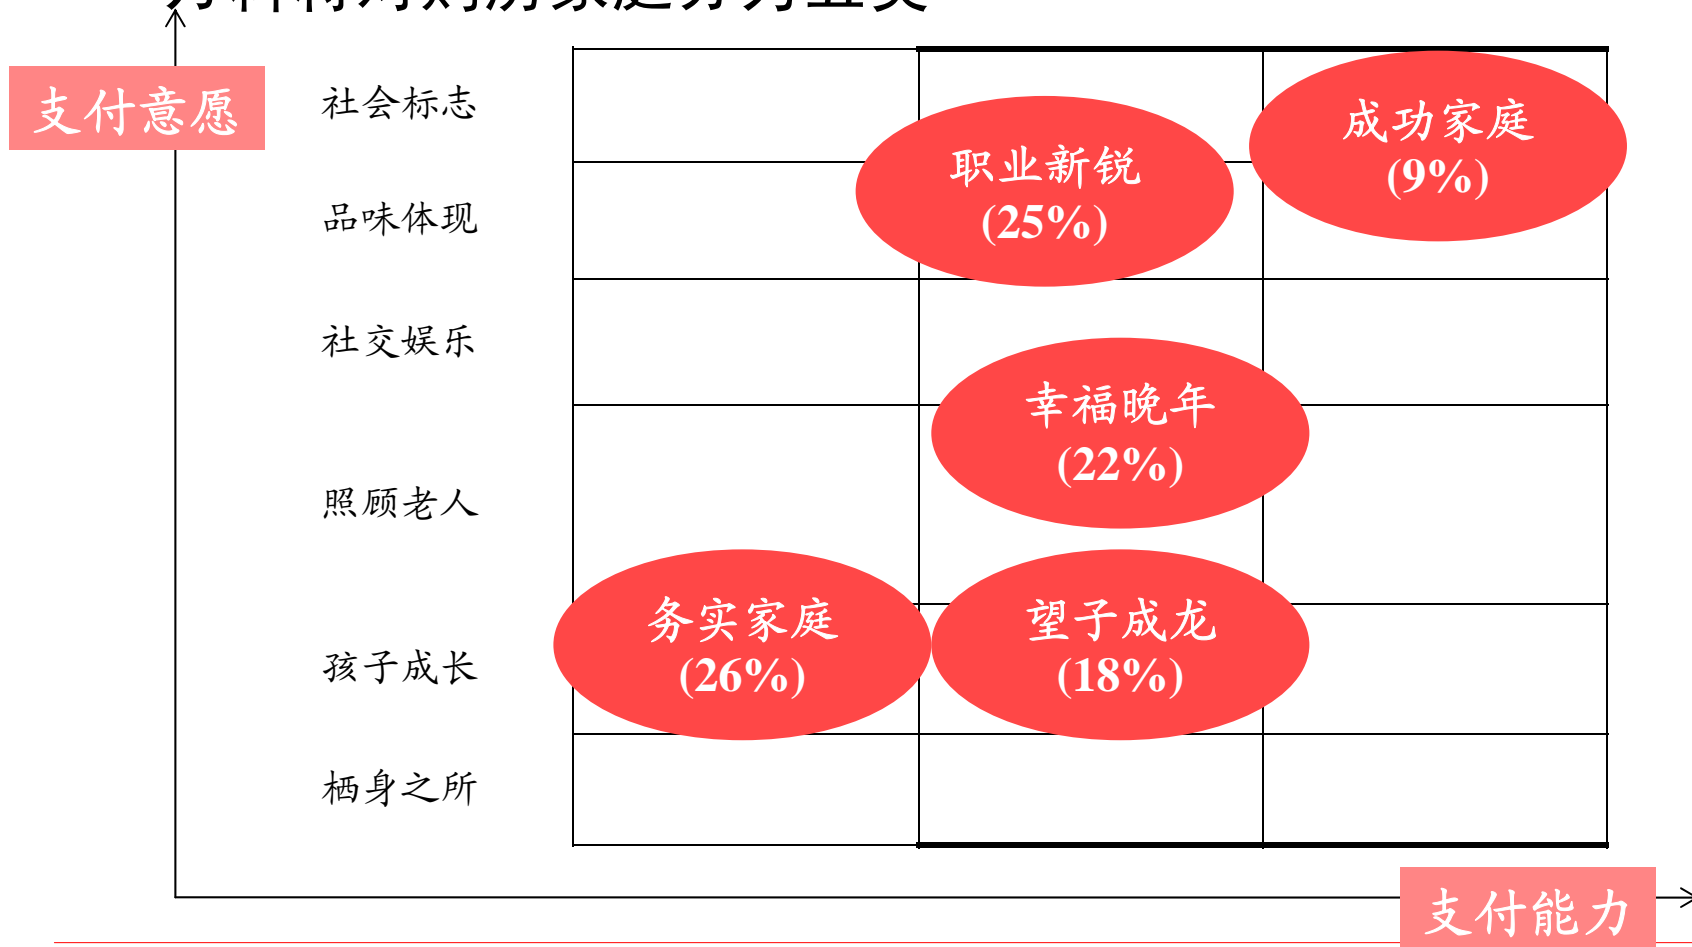 支付意愿
社会标志
成功家庭
(9%)
职业新锐
(25%)
品味体现
社交娱乐
幸福晚年
(22%)
照顾老人
务实家庭
(26%)
望子成龙
(18%)
孩子成长
栖身之所
支付能力